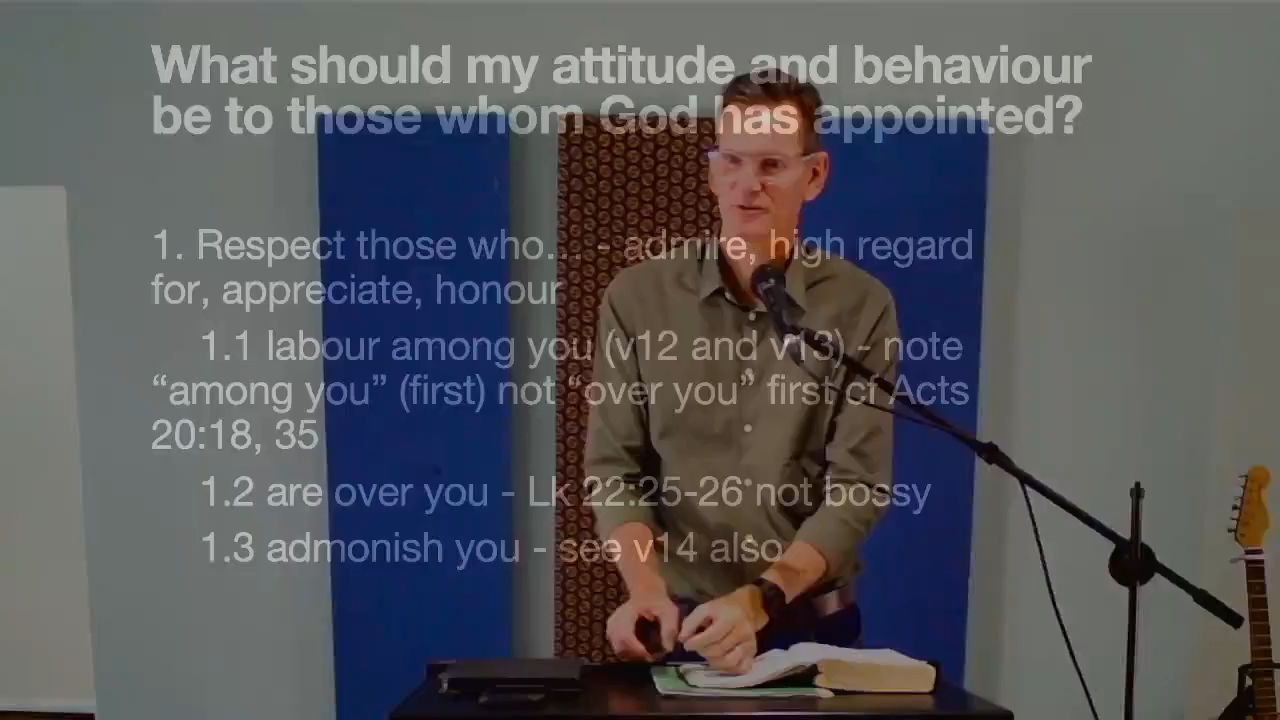 What should my attitude and behaviour
be to those whom God has appointed?
1. Respect those who.... - admire, high regard
for, appreciate, honour
1.1 labour among you (v12 and v13) - note
“among you” (first) not “over you” first cf Acts
20:18, 35
1.2 are over you - Lk 22:25-26 not bossy
1.3 admonish you - see v14 also